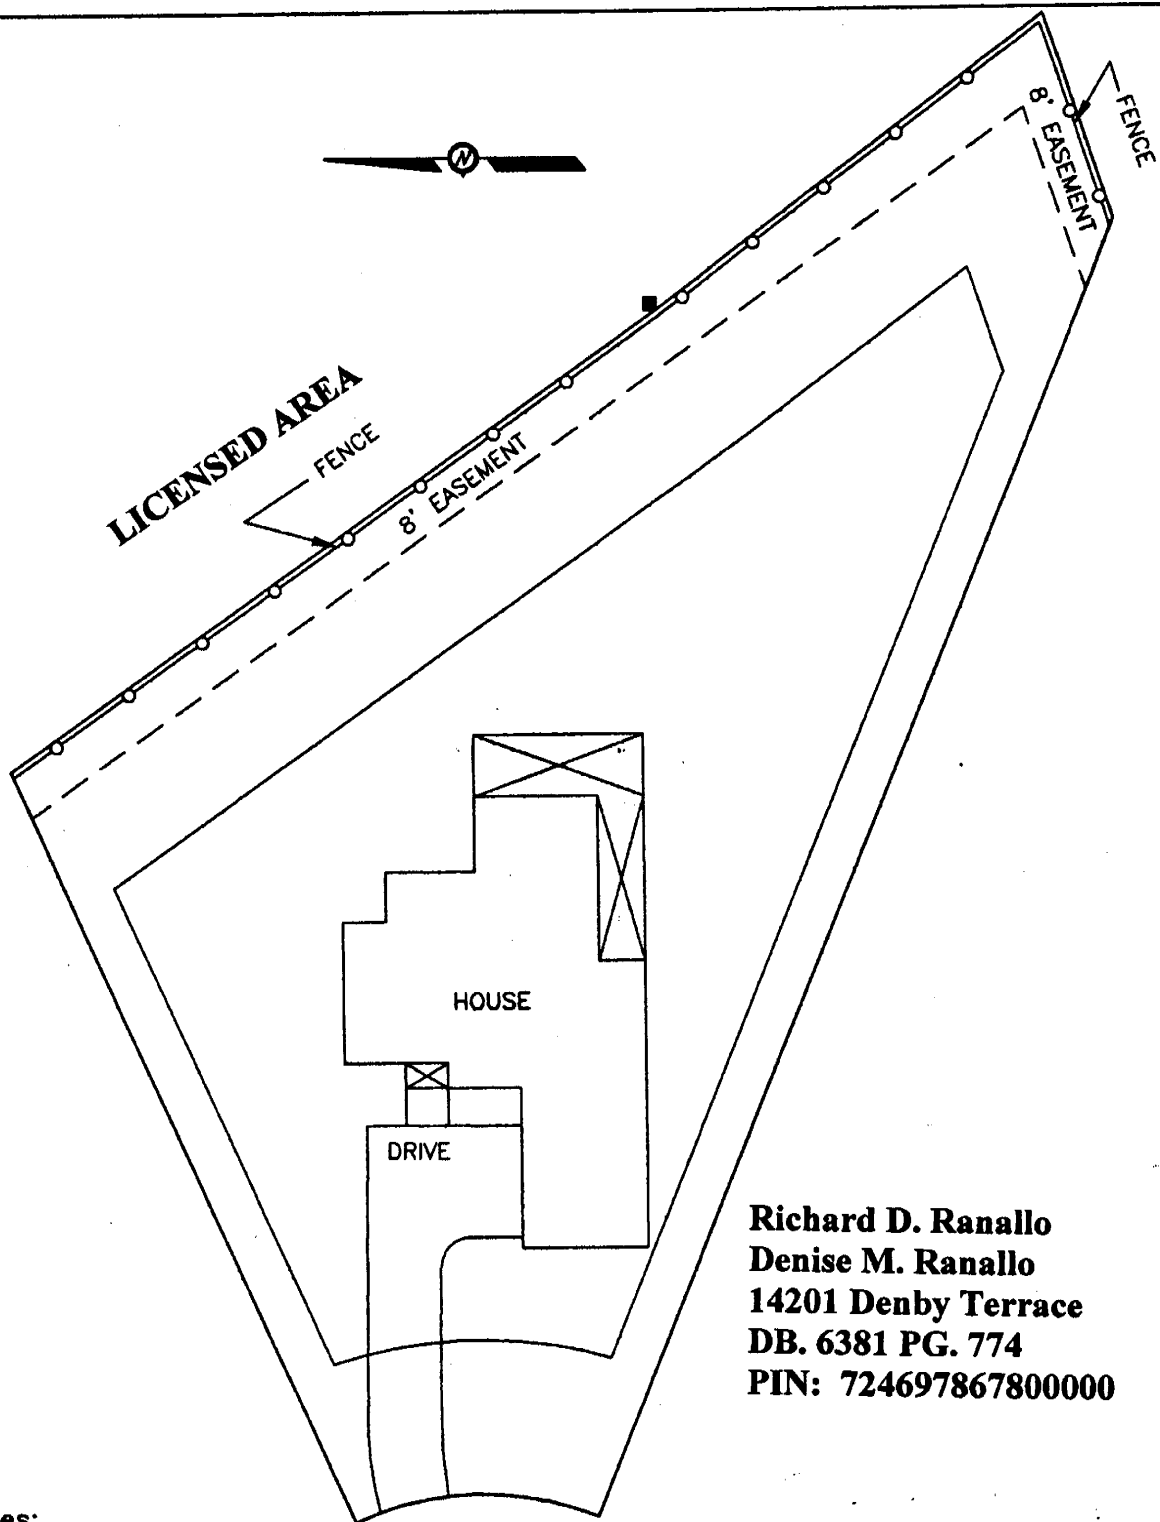 N
8' EASEMENT
FENCE
LICENSED AREA
FENCE
8' EASEMENT
HOUSE
DRIVE
Richard D. Ranallo
Denise M. Ranallo
14201 Denby Terrace
DB. 6381 PG. 774
PIN: 724697867800000